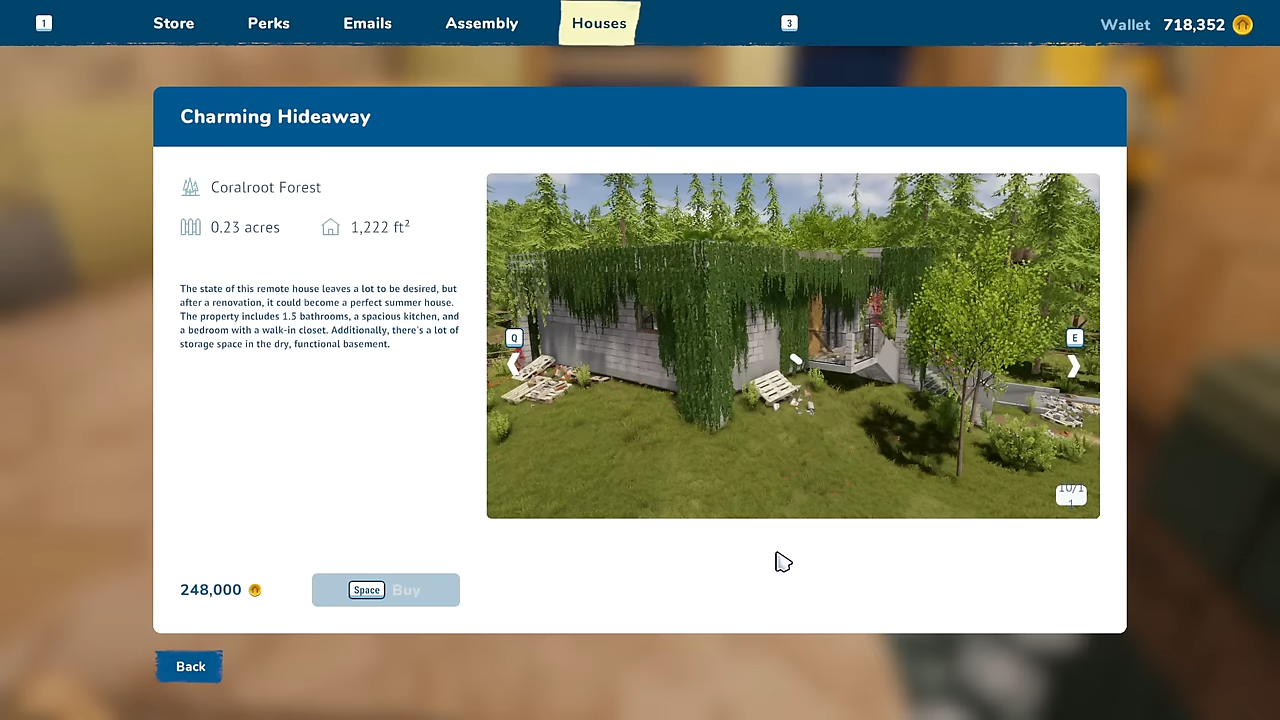 1
Store
Perks
Emails
Assembly
Houses
3
Wallet 718,352
Charming Hideaway
Coralroot Forest
0.23 acres
1,222 ft²
The state of this remote house leaves a lot to be desired, but
after a renovation, it could become a perfect summer house.
The property includes 1.5 bathrooms, a spacious kitchen, and
a bedroom with a walk-in closet. Additionally, there's a lot of
storage space in the dry, functional basement.
Q
E
10/1
1
248,000
Space Buy
Back